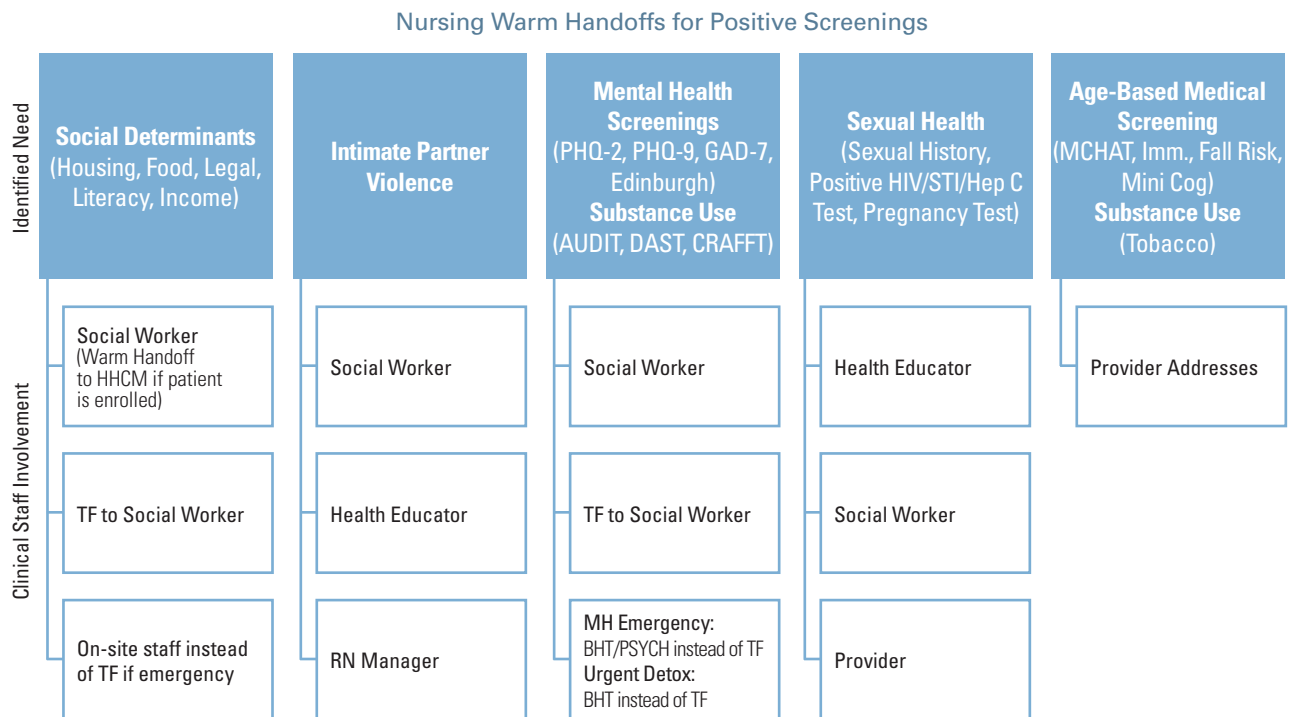 Nursing Warm Handoffs for Positive Screenings
Identified Need
Social Determinants
(Housing, Food, Legal,
Literacy, Income)
Intimate Partner
Violence
Mental Health
Screenings
(PHQ-2, PHQ-9, GAD-7,
Edinburgh)
Substance Use
(AUDIT, DAST, CRAFFT)
Sexual Health
(Sexual History,
Positive HIV/STI/Hep C
Test, Pregnancy Test)
Age-Based Medical
Screening
(MCHAT, Imm., Fall Risk,
Mini Cog)
Substance Use
(Tobacco)
Clinical Staff Involvement
Social Worker
(Warm Handoff
to HHCM if patient
is enrolled)
Social Worker
Social Worker
Health Educator
Provider Addresses
TF to Social Worker
Health Educator
TF to Social Worker
Social Worker
On-site staff instead
of TF if emergency
RN Manager
MH Emergency:
BHT/PSYCH instead of TF
Urgent Detox:
BHT instead of TF
Provider